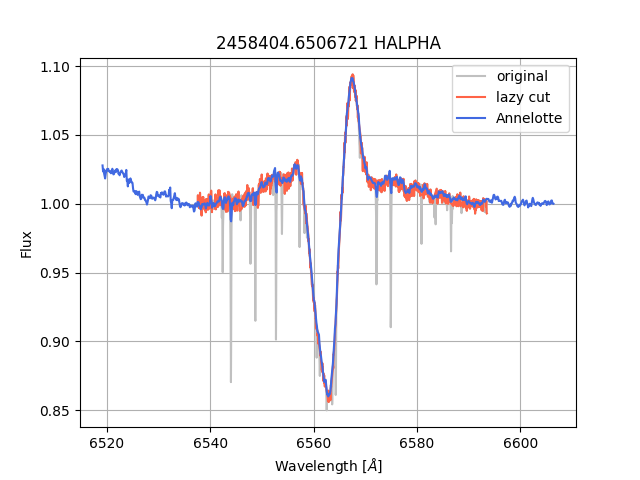 2458404.6506721 HALPHA
original
lazy cut
Annelotte
1.10
1.05
1.00
0.95
0.90
0.85
Flux
6520 6540 6560 6580 6600
Wavelength [Å]